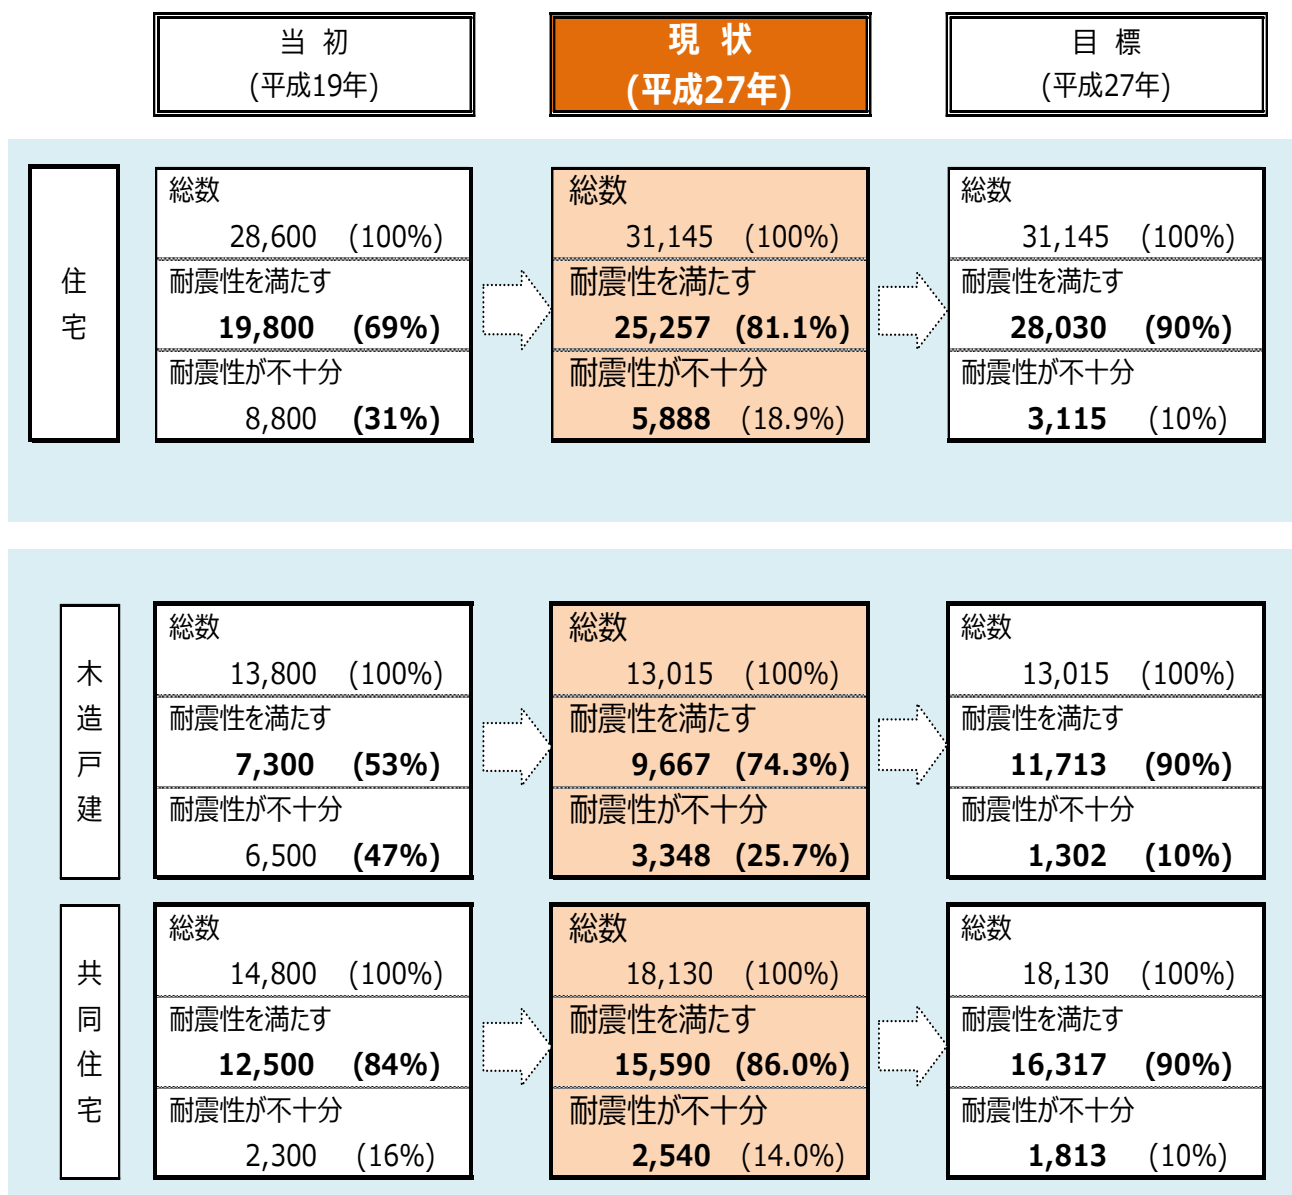 当 初
(平成19年)
現 状
(平成27年)
目 標
(平成27年)
住宅
総数
28,600 (100%)
耐震性を満たす
19,800 (69%)
耐震性が不十分
8,800 (31%)
総数
31,145 (100%)
耐震性を満たす
25,257 (81.1%)
耐震性が不十分
5,888 (18.9%)
総数
31,145 (100%)
耐震性を満たす
28,030 (90%)
耐震性が不十分
3,115 (10%)
木造戸建
総数
13,800 (100%)
耐震性を満たす
7,300 (53%)
耐震性が不十分
6,500 (47%)
総数
13,015 (100%)
耐震性を満たす
9,667 (74.3%)
耐震性が不十分
3,348 (25.7%)
総数
13,015 (100%)
耐震性を満たす
11,713 (90%)
耐震性が不十分
1,302 (10%)
共同住宅
総数
14,800 (100%)
耐震性を満たす
12,500 (84%)
耐震性が不十分
2,300 (16%)
総数
18,130 (100%)
耐震性を満たす
15,590 (86.0%)
耐震性が不十分
2,540 (14.0%)
総数
18,130 (100%)
耐震性を満たす
16,317 (90%)
耐震性が不十分
1,813 (10%)